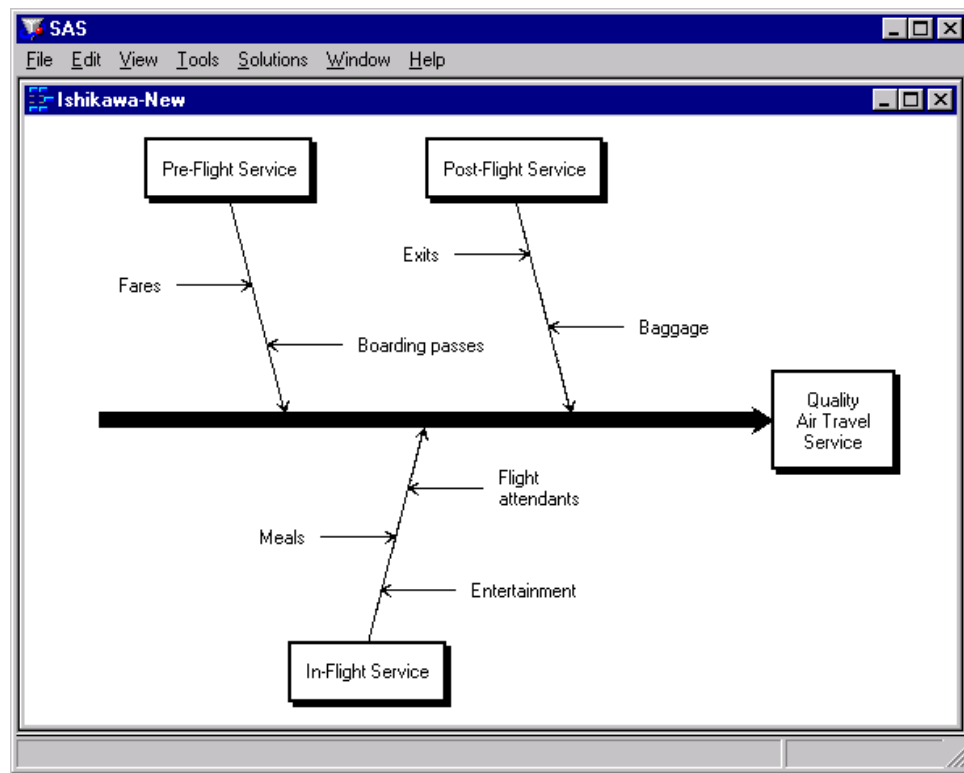 SAS
File Edit View Tools Solutions Window Help
Ishikawa-New
Pre-Flight Service
Post-Flight Service
Exits
Fares
Baggage
Boarding passes
Quality
Air Travel
Service
Flight
attendants
Meals
Entertainment
In-Flight Service